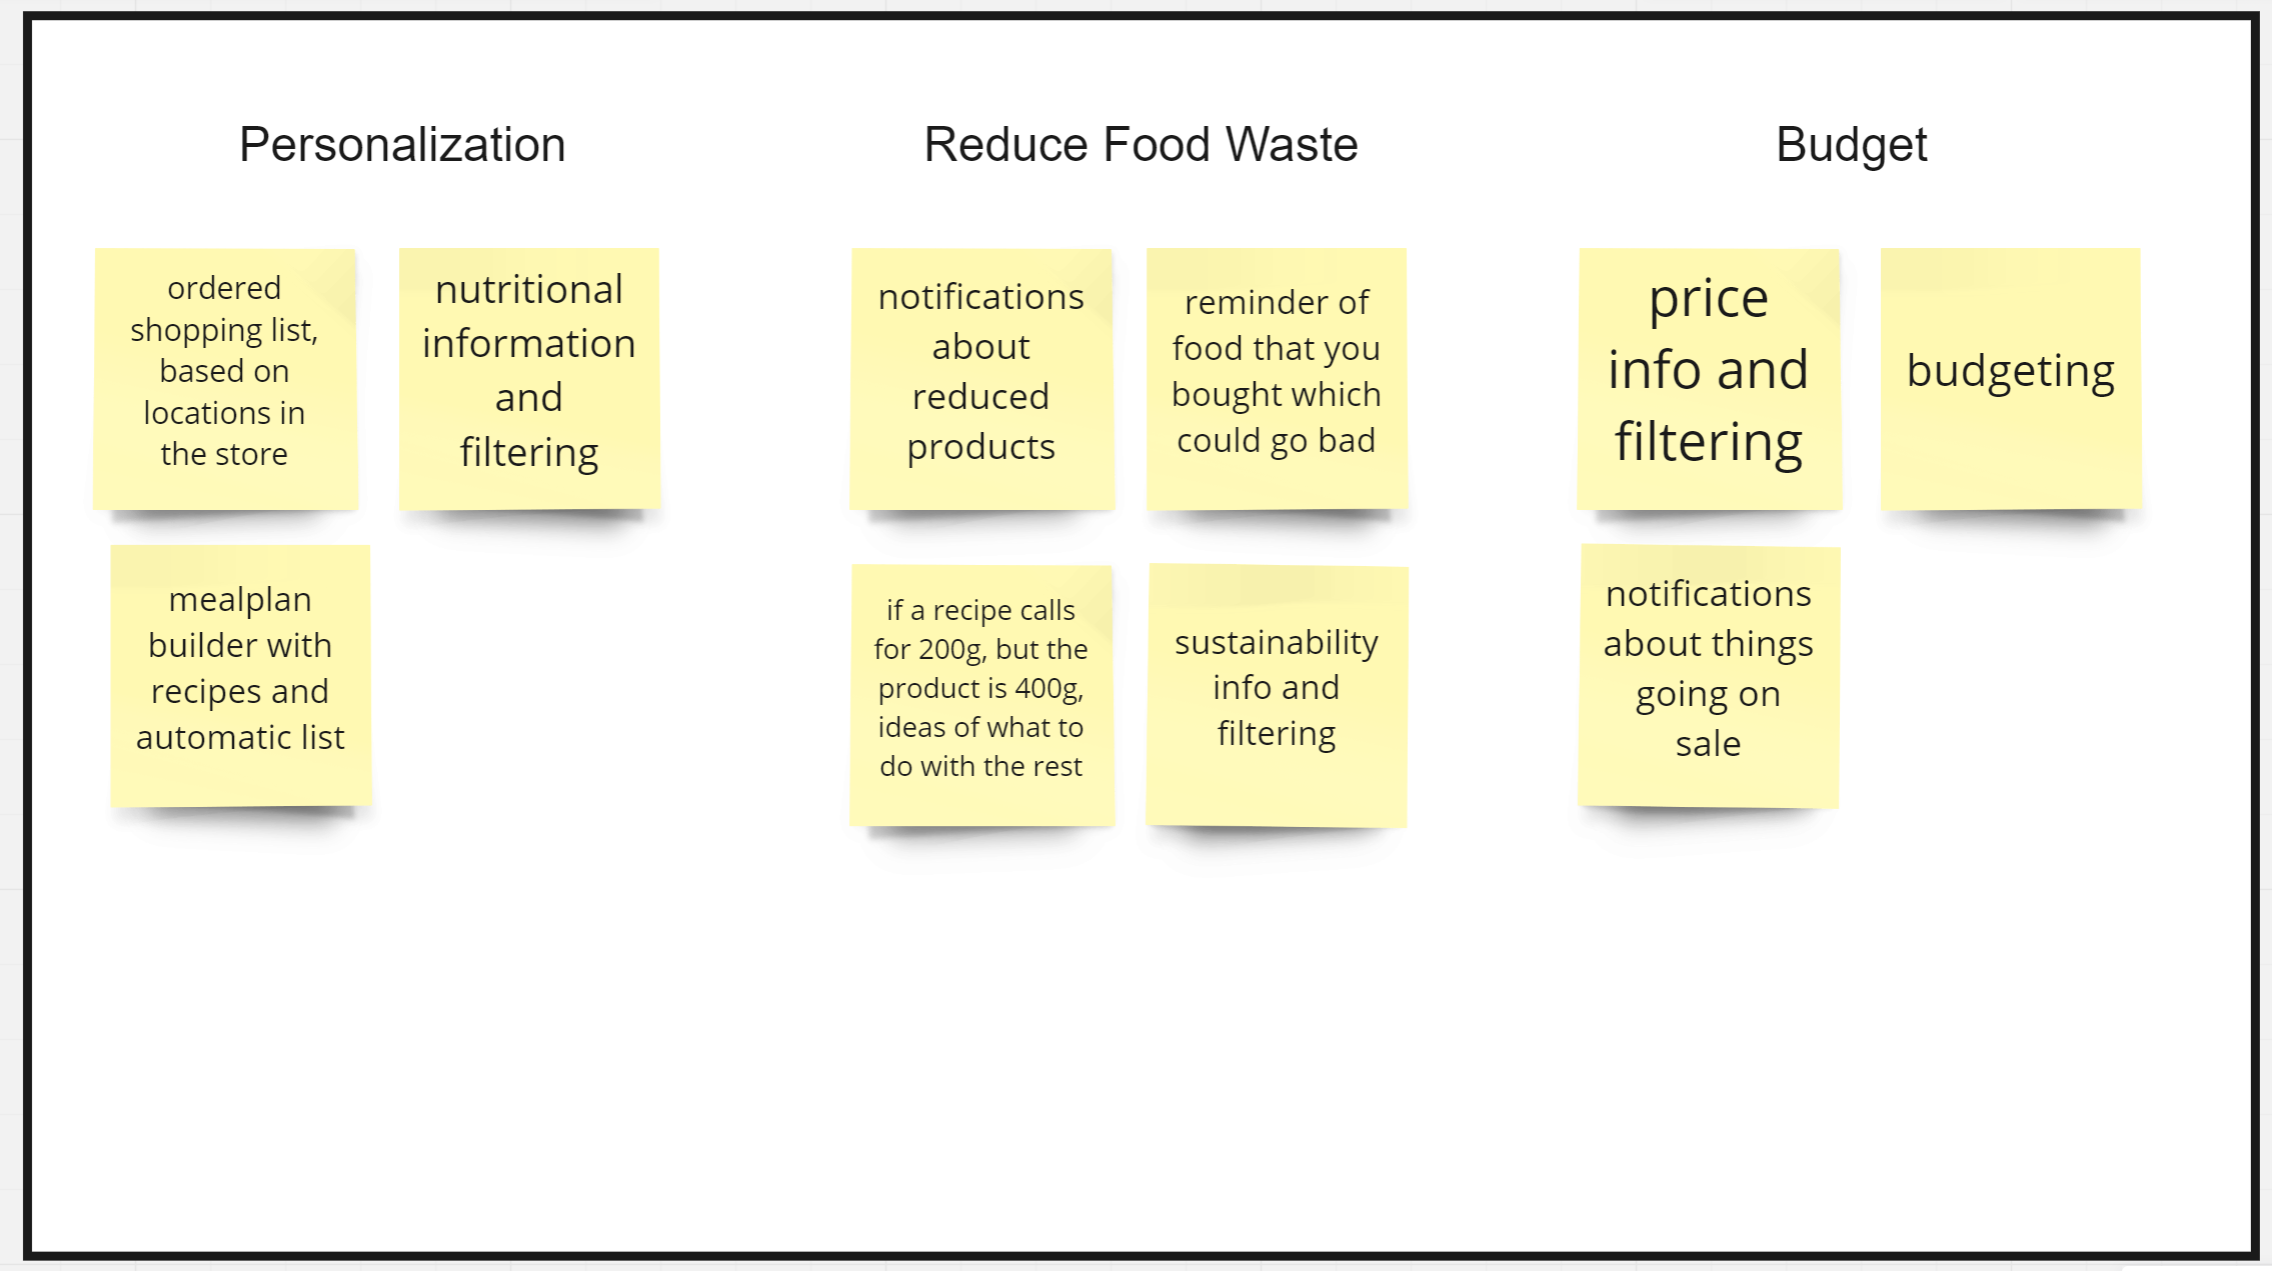 Personalization
ordered
shopping list,
based on
locations in
the store
nutritional
information
and
filtering
mealplan
builder with
recipes and
automatic list
Reduce Food Waste
notifications
about
reduced
products
reminder of
food that you
bought which
could go bad
if a recipe calls
for 200g, but the
product is 400g,
ideas of what to
do with the rest
sustainability
info and
filtering
Budget
price
info and
filtering
budgeting
notifications
about things
going on
sale